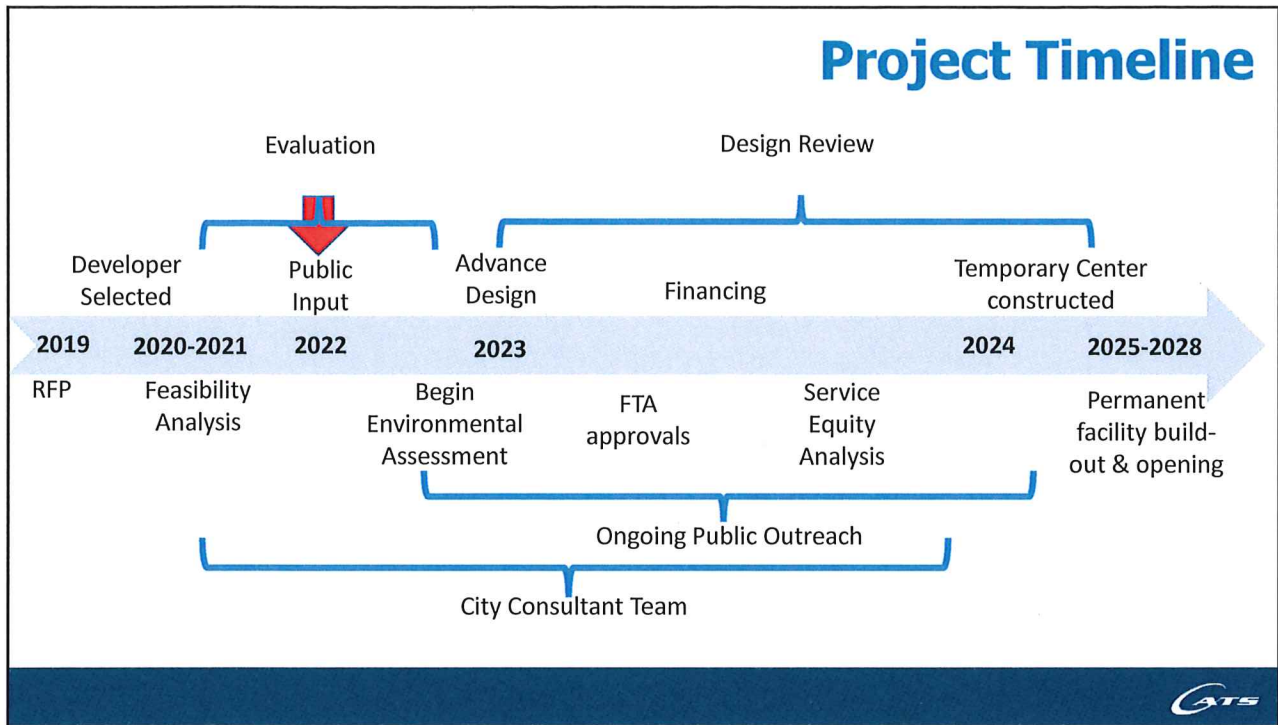 Project Timeline
Evaluation
Design Review
Developer
Selected
Public
Input
Advance
Design
Financing
Temporary Center
constructed
2019
2020-2021
2022
2023
2024
2025-2028
RFP
Feasibility
Analysis
Begin
Environmental
Assessment
FTA
approvals
Service
Equity
Analysis
Permanent
facility build-
out & opening
Ongoing Public Outreach
City Consultant Team
CATS